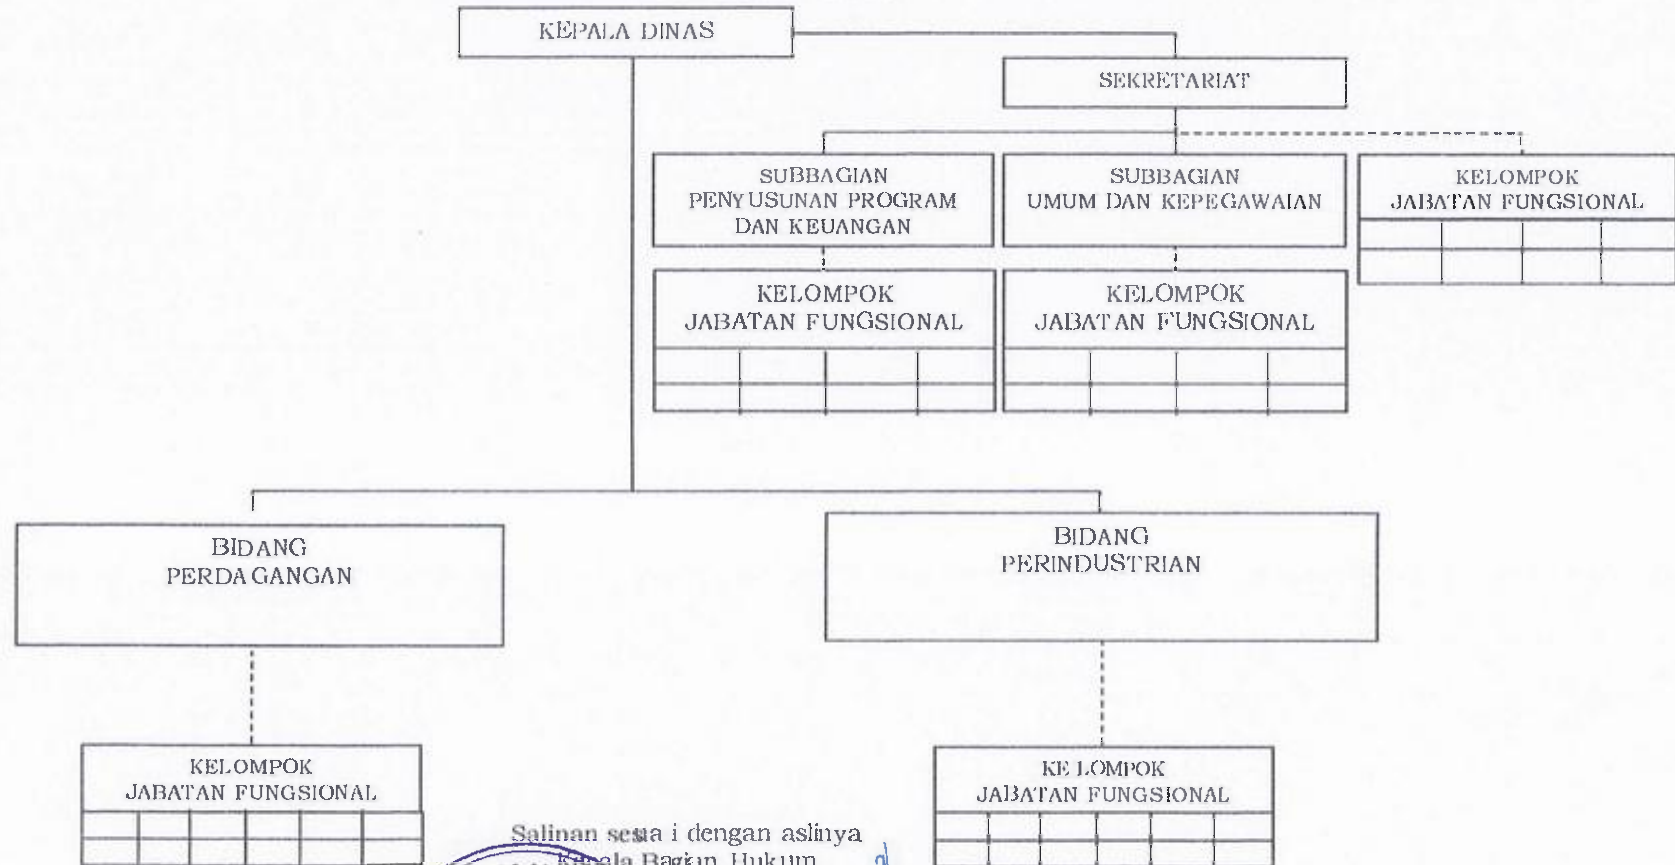 KEPALA DINAS
SEKRETARIAT
SUBBAGIAN
PENYUSUNAN PROGRAM
DAN KEUANGAN
SUBBAGIAN
UMUM DAN KEPEGAWAIAN
KELOMPOK
JABATAN FUNGSIONAL
KELOMPOK
JABATAN FUNGSIONAL
KELOMPOK
JABATAN FUNGSIONAL
BIDANG
PERDAGANGAN
BIDANG
PERINDUSTRIAN
KELOMPOK
JABATAN FUNGSIONAL
KELOMPOK
JABATAN FUNGSIONAL
Salinan sesuai dengan aslinya
Kepala Bagian Hukum